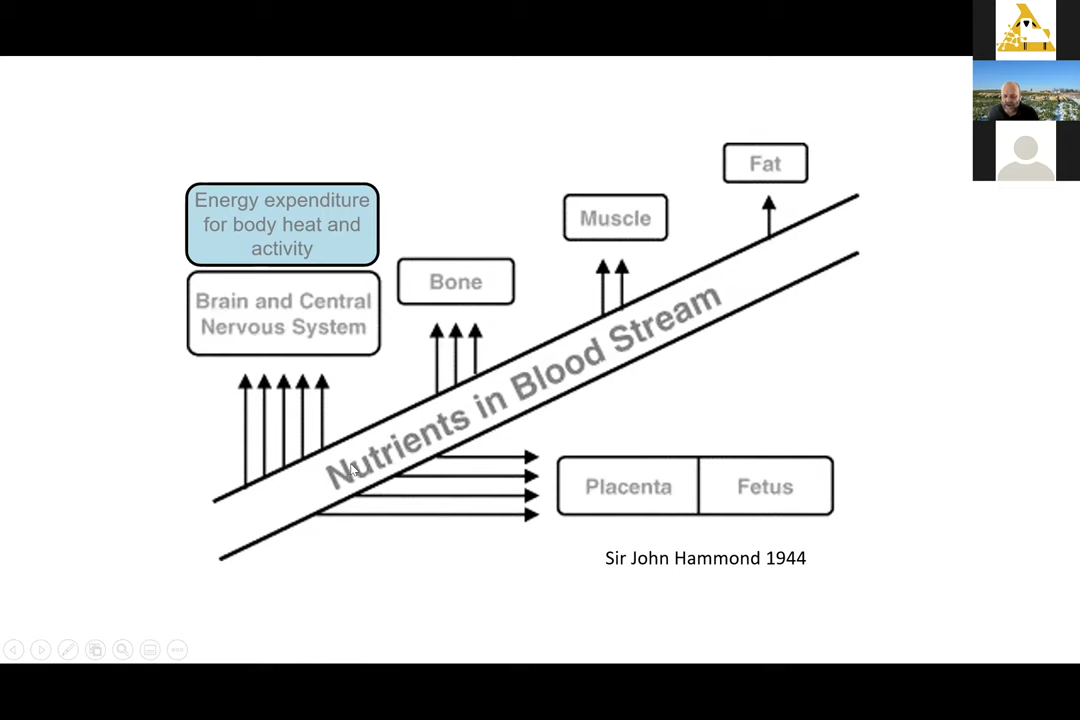 Fat
Energy expenditure
for body heat and
activity
Muscle
Bone
Brain and Central
Nervous System
Nutrients in Blood Stream
Placenta
Fetus
Sir John Hammond 1944